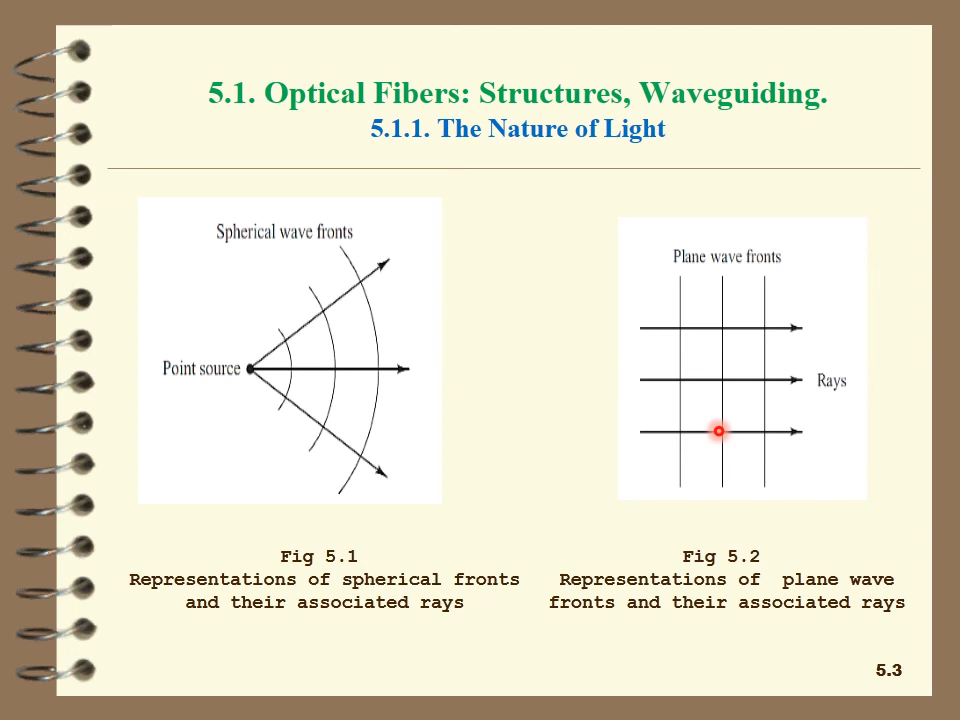 5.1. Optical Fibers: Structures, Waveguiding.
5.1.1. The Nature of Light
Spherical wave fronts
Point source
Plane wave fronts
Rays
Fig 5.1
Representations of spherical fronts
and their associated rays
Fig 5.2
Representations of plane wave
fronts and their associated rays
5.3